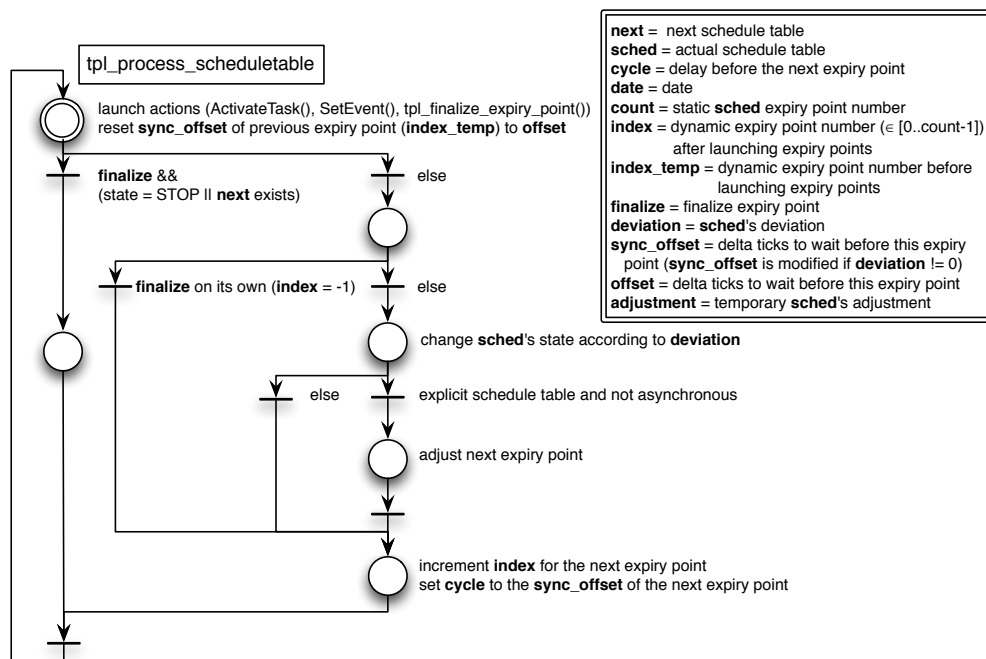 tpl_process_scheduletable
launch actions (ActivateTask(), SetEvent(), tpl_finalize_expiry_point())
reset sync_offset of previous expiry point (index_temp) to offset
finalize &&
(state = STOP || next exists)
else
finalize on its own (index = -1)
else
change sched's state according to deviation
else
explicit schedule table and not asynchronous
adjust next expiry point
increment index for the next expiry point
set cycle to the sync_offset of the next expiry point
next = next schedule table
sched = actual schedule table
cycle = delay before the next expiry point
date = date
count = static sched expiry point number
index = dynamic expiry point number (∈ [0..count-1])
after launching expiry points
index_temp = dynamic expiry point number before
launching expiry points
finalize = finalize expiry point
deviation = sched's deviation
sync_offset = delta ticks to wait before this expiry
point (sync_offset is modified if deviation != 0)
offset = delta ticks to wait before this expiry point
adjustment = temporary sched's adjustment